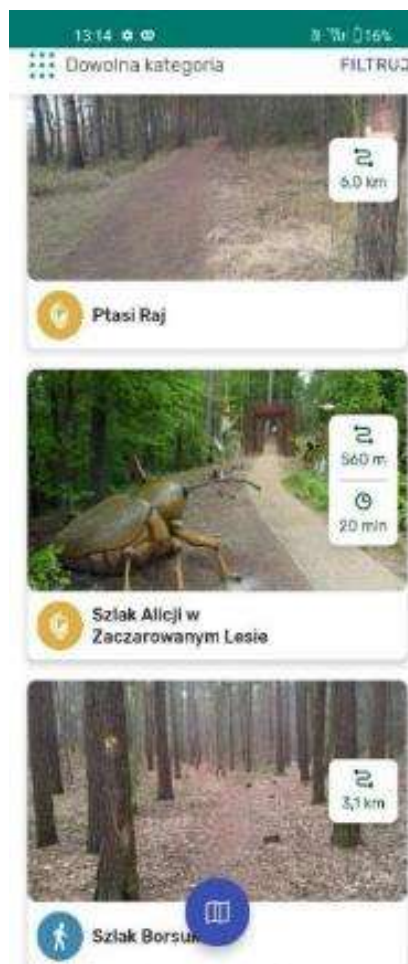 13:14
16%
Dowolna kategoria
FILTRUJ
6,0 km
Ptasi Raj
560 m
20 min
Szlak Alicji w
Zaczarowanym Lesie
3,1 km
Szlak Borsuk